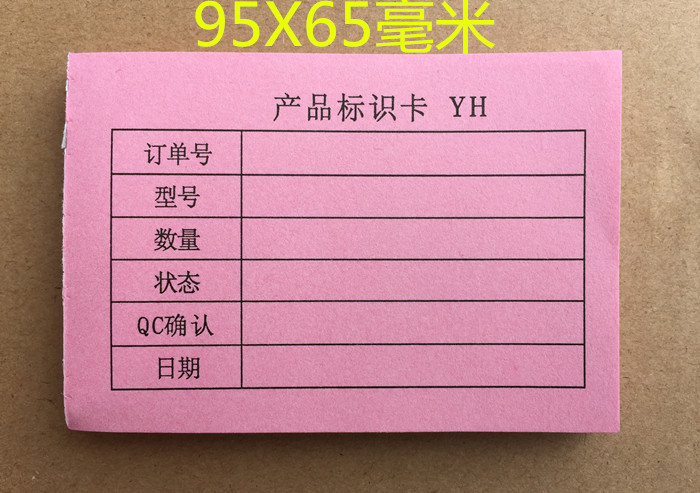 95X65毫米
产品标识卡 YH
订单号
型号
数量
状态
QC确认
日期